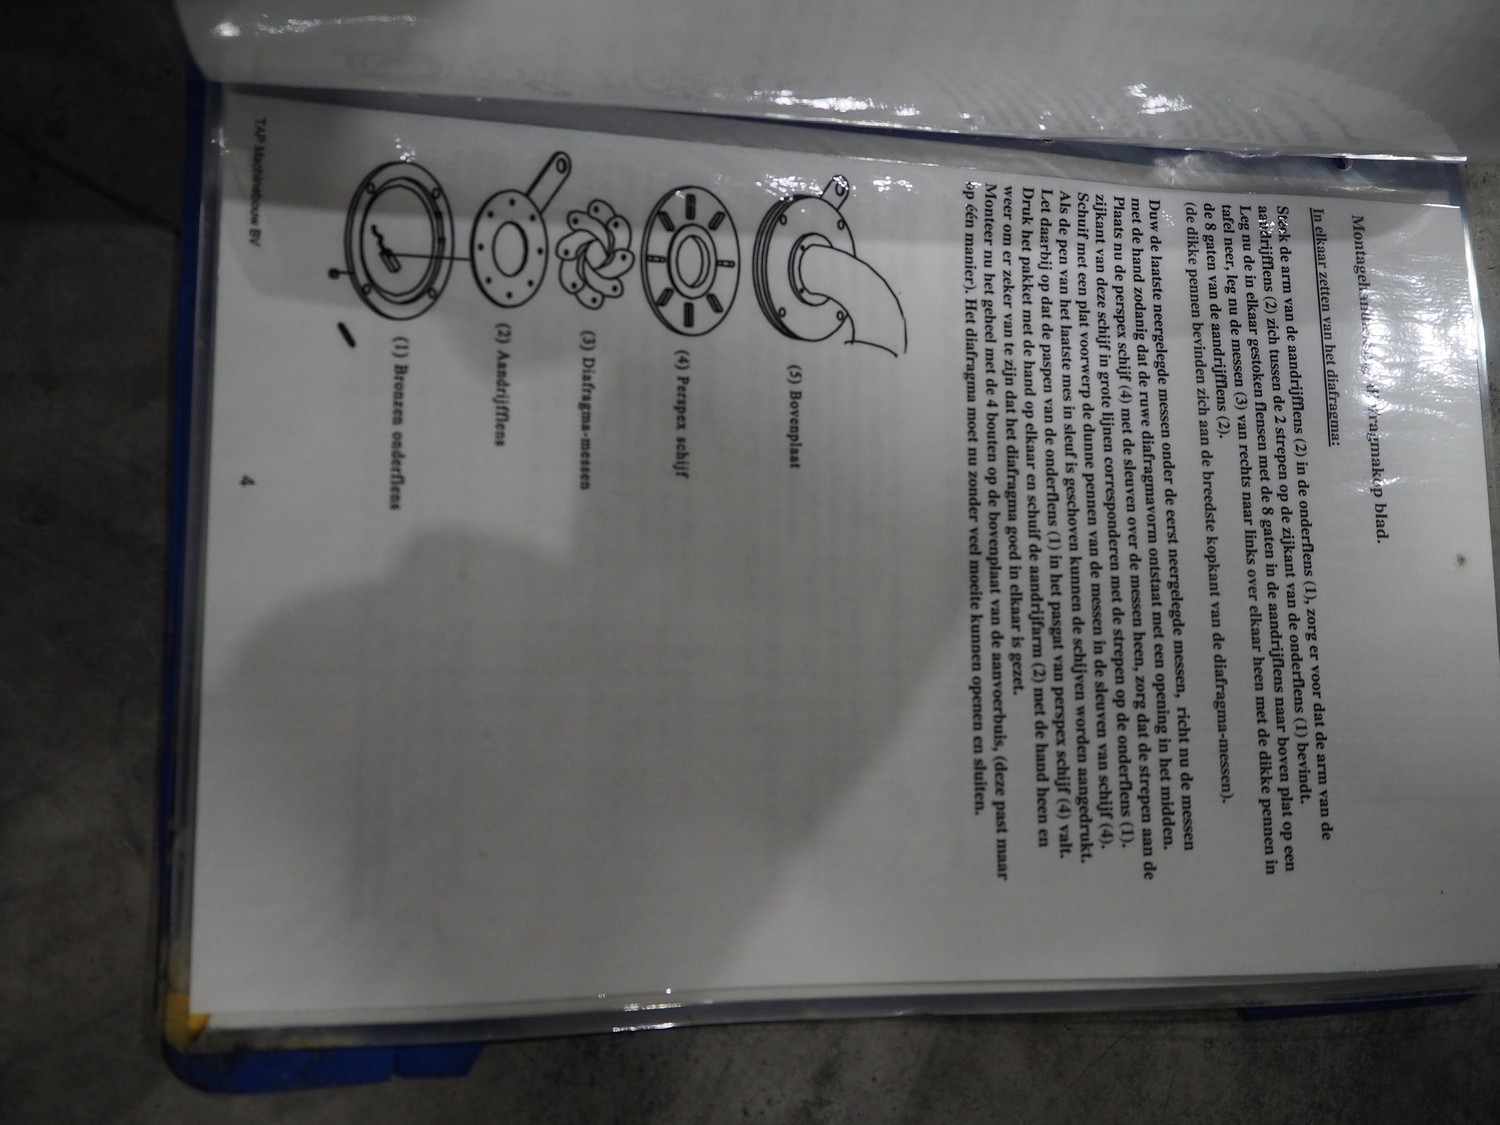 Montagehandleiding diafragmakop blad.
In elkaar zetten van het diafragma:
Steek de arm van de aandrijfflens (2) in de onderflens (1), zorg er voor dat de arm van de
aandrijfflens (2) zich tussen de 2 strepen op de zijkant van de onderflens (1) bevindt.
Leg nu de in elkaar gestoken flensen met de 8 gaten in de aandrijflens naar boven plat op een
tafel neer, leg nu de messen (3) van rechts naar links over elkaar heen met de dikke pennen in
de 8 gaten van de aandrijfflens (2).
(de dikke pennen bevinden zich aan de breedste kopkant van de diafragma-messen).
Duw de laatste neergelegde messen onder de eerst neergelegde messen, richt nu de messen
met de hand zodanig dat de ruwe diafragmavorm ontstaat met een opening in het midden.
Plaats nu de perspex schijf (4) met de sleuven over de messen heen, zorg dat de strepen aan de
zijkant van deze schijf in grote lijnen corresponderen met de strepen op de onderflens (1).
Schuif met een plat voorwerp de dunne pennen van de messen in de sleuven van schijf (4).
Als de pen van het laatste mes in sleuf is geschoven kunnen de schijven worden aangedrukt.
Let daarbij op dat de paspen van de onderflens (1) in het pasgat van perspex schijf (4) valt.
Druk het pakket met de hand op elkaar en schuif de aandrijfarm (2) met de hand heen en
weer om er zeker van te zijn dat het diafragma goed in elkaar is gezet.
Monteer nu het geheel met de 4 bouten op de bovenplaat van de aanvoerbuis, (deze past maar
op één manier). Het diafragma moet nu zonder veel moeite kunnen openen en sluiten.
(5) Bovenplaat
(4) Perspex schijf
(3) Diafragma-messen
(2) Aandrijfflens
(1) Bronzen onderflens
TAP Machinebouw BV
4